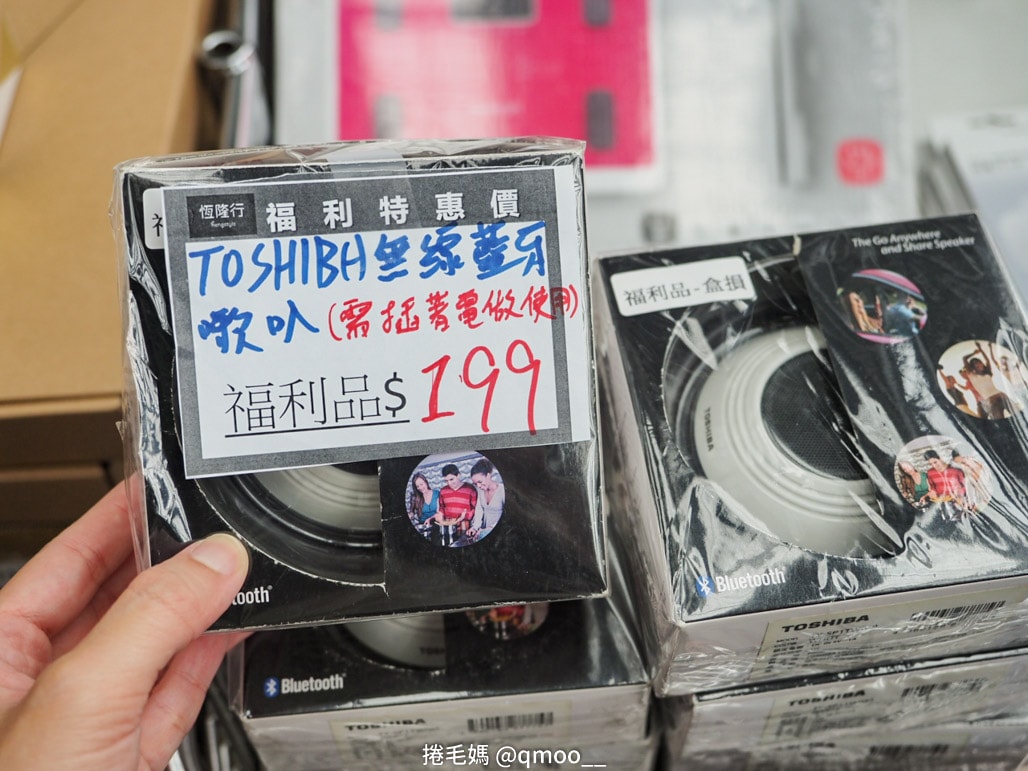 恆隆行
福利特惠價
TOSHIBA無線藍牙
喇叭(需插著電做使用)
福利品$199
福利品-盒損
The Go Anywhere
and Share Speaker
TOSHIBA
Bluetooth
TOSHIBA
ooth
Bluetooth
TOSHIBA
TOSHIBA
捲毛媽 @qmoo__